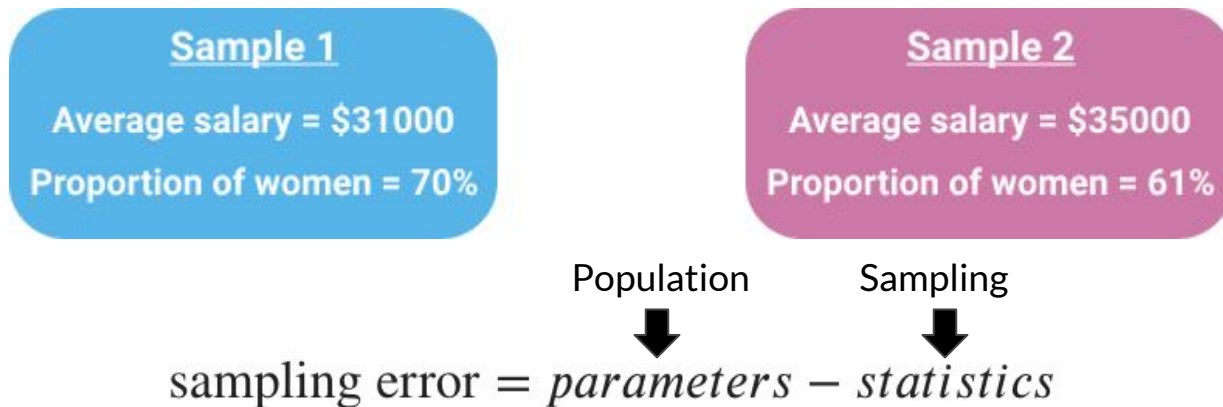 Sample 1
Average salary = $31000
Proportion of women = 70%
Sample 2
Average salary = $35000
Proportion of women = 61%
Population Sampling
sampling error = parameters − statistics